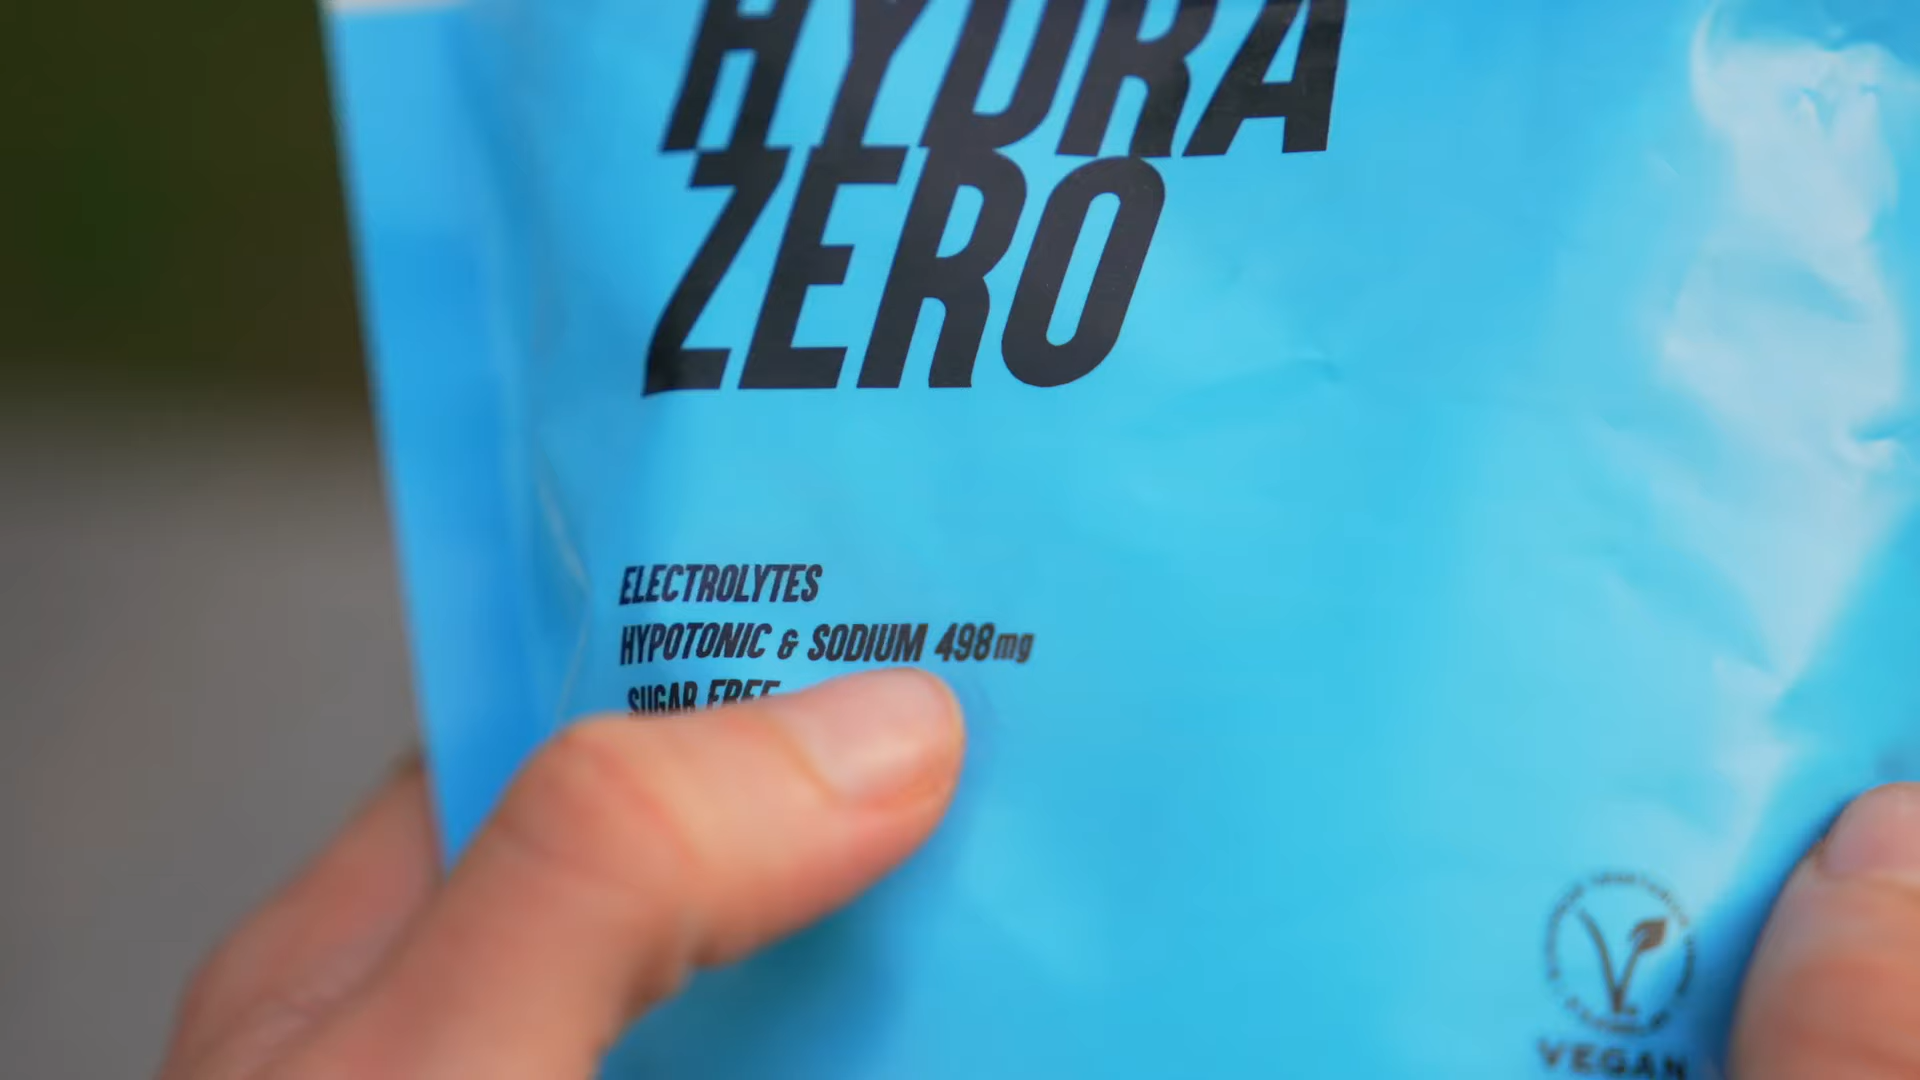 HYDRA
ZERO
ELECTROLYTES
HYPOTONIC & SODIUM 498mg
SUGAR FREE
VEGAN